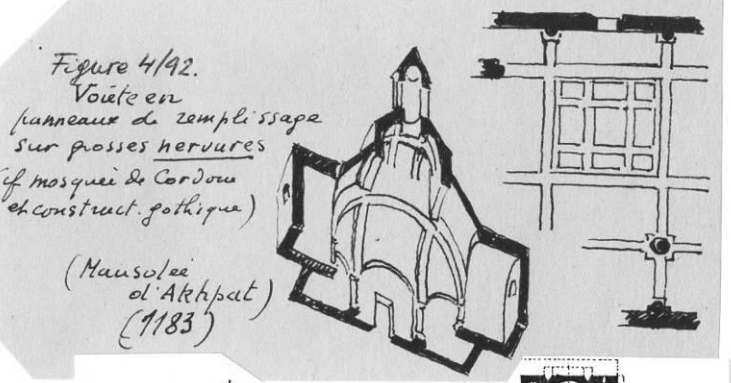 Figure 4/92.
Voûte en
panneaux de remplissage
sur grosses nervures
(cf mosquée de Cordoue
et construct. gothique)
(Mausolée
d'Akhpat)
(1183)